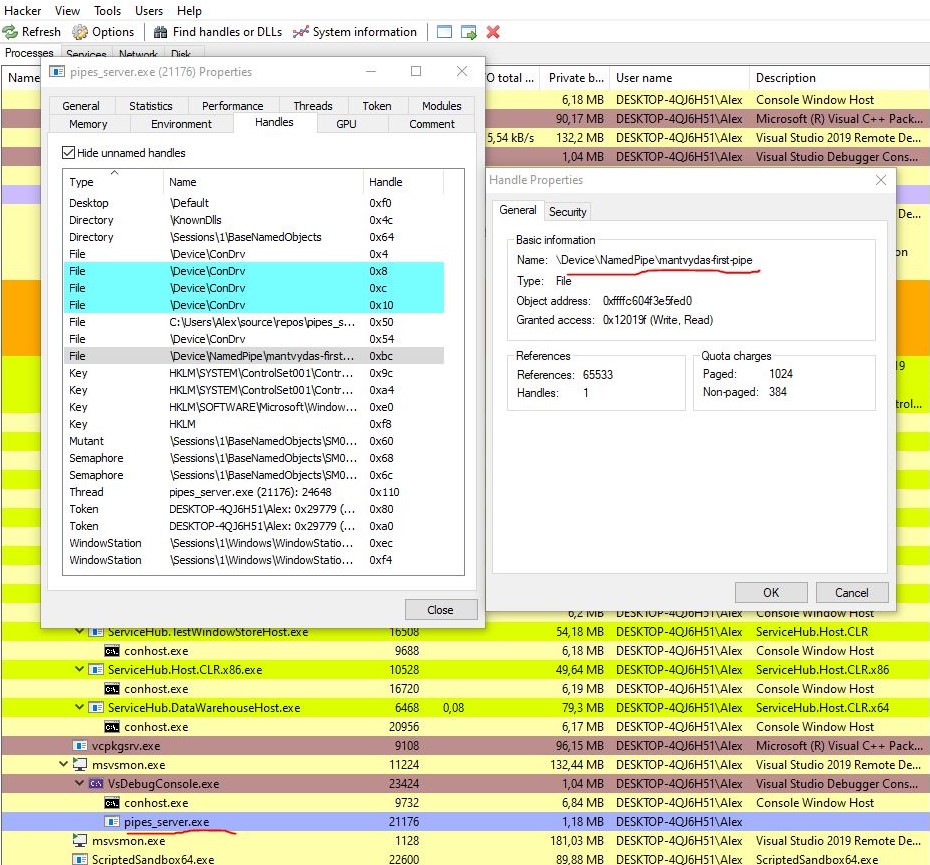 Hacker View Tools Users Help
Refresh Options Find handles or DLLs System information
Processes Services Network Disk
Name /O total ... Private b... User name Description
6,18 MB DESKTOP-4QJ6H51\Alex Console Window Host
90,17 MB DESKTOP-4QJ6H51\Alex Microsoft (R) Visual C++ Pack...
5,54 kB/s 132,2 MB DESKTOP-4QJ6H51\Alex Visual Studio 2019 Remote De...
1,04 MB DESKTOP-4QJ6H51\Alex Visual Studio Debugger Cons...
pipes_server.exe (21176) Properties
General Statistics Performance Threads Token Modules
Memory Environment Handles GPU Comment
Hide unnamed handles
Type Name Handle
Desktop \Default 0xf0
Directory \KnownDlls 0x4c
Directory \Sessions\1\BaseNamedObjects 0x64
File \Device\ConDrv 0x4
File \Device\ConDrv 0x8
File \Device\ConDrv 0xc
File \Device\ConDrv 0x10
File C:\Users\Alex\source\repos\pipes_s... 0x50
File \Device\ConDrv 0x54
File \Device\NamedPipe\mantvydas-first... 0xbc
Key HKLM\SYSTEM\ControlSet001\Contr... 0x9c
Key HKLM\SYSTEM\ControlSet001\Contr... 0xa4
Key HKLM\SOFTWARE\Microsoft\Window... 0xe0
Key HKLM 0xf8
Mutant \Sessions\1\BaseNamedObjects\SM0... 0x60
Semaphore \Sessions\1\BaseNamedObjects\SM0... 0x68
Semaphore \Sessions\1\BaseNamedObjects\SM0... 0x6c
Thread pipes_server.exe (21176): 24648 0x110
Token DESKTOP-4QJ6H51\Alex: 0x29779 (... 0x80
Token DESKTOP-4QJ6H51\Alex: 0x29779 (... 0xa0
WindowStation \Sessions\1\Windows\WindowStatio... 0xec
WindowStation \Sessions\1\Windows\WindowStatio... 0xf4
Close
Handle Properties
General Security
Basic information
Name: \Device\NamedPipe\mantvydas-first-pipe
Type: File
Object address: 0xffffc604f3e5fed0
Granted access: 0x12019f (Write, Read)
References
References: 65533
Handles: 1
Quota charges
Paged: 1024
Non-paged: 384
OK Cancel
De...
on
19
trol...
6,2 MB DESKTOP-4QJ6H51\Alex Console Window Host
ServiceHub.TestWindowStoreHost.exe 16508 54,18 MB DESKTOP-4QJ6H51\Alex ServiceHub.Host.CLR
conhost.exe 9688 6,18 MB DESKTOP-4QJ6H51\Alex Console Window Host
ServiceHub.Host.CLR.x86.exe 10528 49,64 MB DESKTOP-4QJ6H51\Alex ServiceHub.Host.CLR.x86
conhost.exe 16720 6,19 MB DESKTOP-4QJ6H51\Alex Console Window Host
ServiceHub.DataWarehouseHost.exe 6468 0,08 79,3 MB DESKTOP-4QJ6H51\Alex ServiceHub.Host.CLR.x64
conhost.exe 20956 6,17 MB DESKTOP-4QJ6H51\Alex Console Window Host
vcpkgsrv.exe 9108 96,15 MB DESKTOP-4QJ6H51\Alex Microsoft (R) Visual C++ Pack...
msvsmon.exe 11224 132,44 MB DESKTOP-4QJ6H51\Alex Visual Studio 2019 Remote De...
VsDebugConsole.exe 23424 1,04 MB DESKTOP-4QJ6H51\Alex Visual Studio Debugger Cons...
conhost.exe 9732 6,84 MB DESKTOP-4QJ6H51\Alex Console Window Host
pipes_server.exe 21176 1,18 MB DESKTOP-4QJ6H51\Alex
msvsmon.exe 1128 181,03 MB DESKTOP-4QJ6H51\Alex Visual Studio 2019 Remote De...
ScriptedSandbox64.exe 22600 89,88 MB DESKTOP-4QJ6H51\Alex Microsoft (R) Visual C++ Pack...